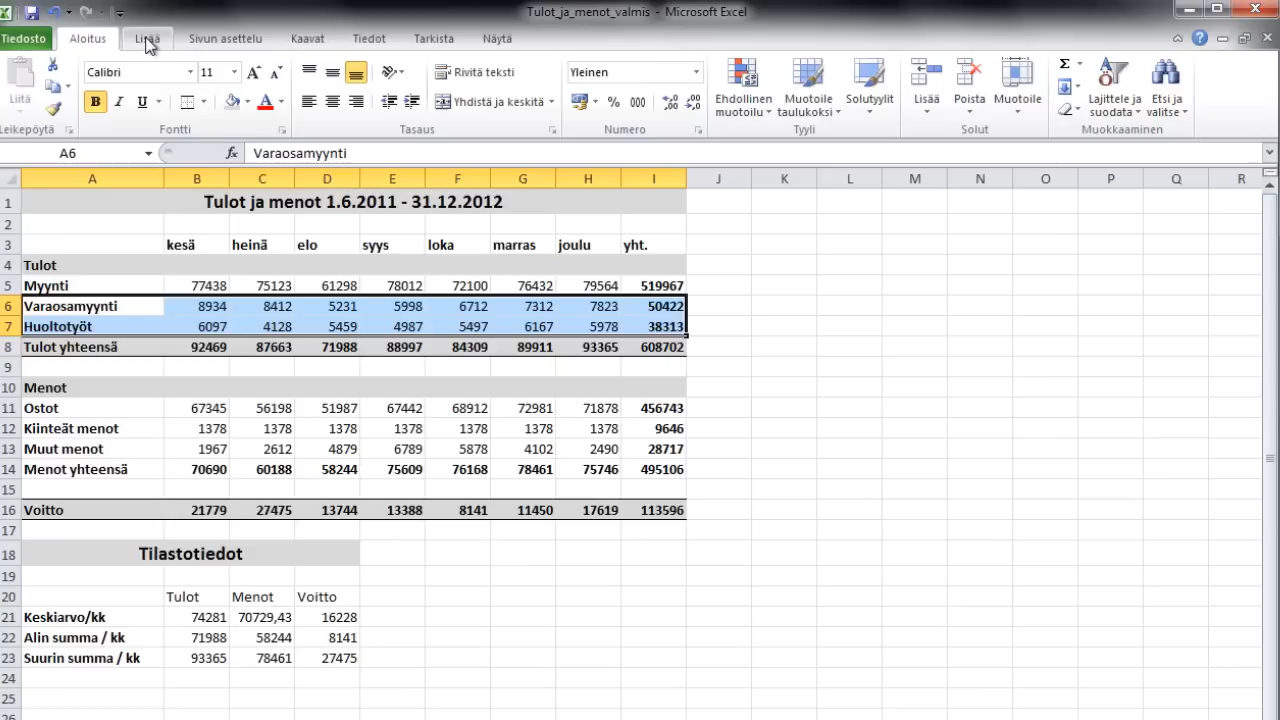 Tulot_ja_menot_valmis - Microsoft Excel
Tiedosto Aloitus Lisää Sivun asettelu Kaavat Tiedot Tarkista Näytä
Liitä
Calibri 11
Rivitä teksti
Yhdistä ja keskitä
Yleinen
% 000
Ehdollinen muotoilu
Muotoile taulukoksi
Solutyylit
Lisää
Poista
Muotoile
Lajittele ja suodata
Etsi ja valitse
Leikepöytä Fontti Tasaus Numero Tyyli Solut Muokkaaminen
A6 fx Varaosamyynti
A B C D E F G H I J K L M N O P Q R
1 Tulot ja menot 1.6.2011 - 31.12.2012
2
3 kesä heinä elo syys loka marras joulu yht.
4 Tulot
5 Myynti 77438 75123 61298 78012 72100 76432 79564 519967
6 Varaosamyynti 8934 8412 5231 5998 6712 7312 7823 50422
7 Huoltotyöt 6097 4128 5459 4987 5497 6167 5978 38313
8 Tulot yhteensä 92469 87663 71988 88997 84309 89911 93365 608702
9
10 Menot
11 Ostot 67345 56198 51987 67442 68912 72981 71878 456743
12 Kiinteät menot 1378 1378 1378 1378 1378 1378 1378 9646
13 Muut menot 1967 2612 4879 6789 5878 4102 2490 28717
14 Menot yhteensä 70690 60188 58244 75609 76168 78461 75746 495106
15
16 Voitto 21779 27475 13744 13388 8141 11450 17619 113596
17
18 Tilastotiedot
19
20 Tulot Menot Voitto
21 Keskiarvo/kk 74281 70729,43 16228
22 Alin summa / kk 71988 58244 8141
23 Suurin summa / kk 93365 78461 27475
24
25
26